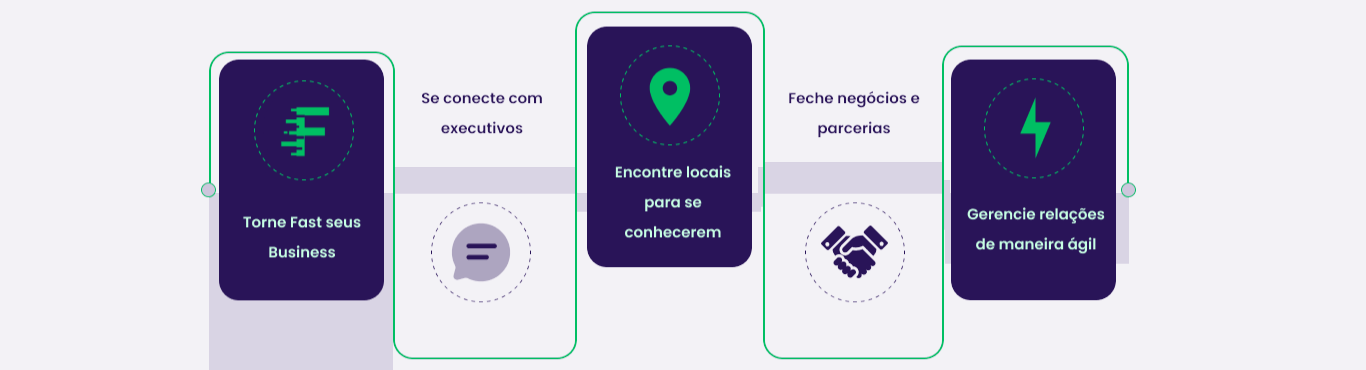 Torne Fast seus
Business
Se conecte com
executivos
Encontre locais
para se
conhecerem
Feche negócios e
parcerias
Gerencie relações
de maneira ágil